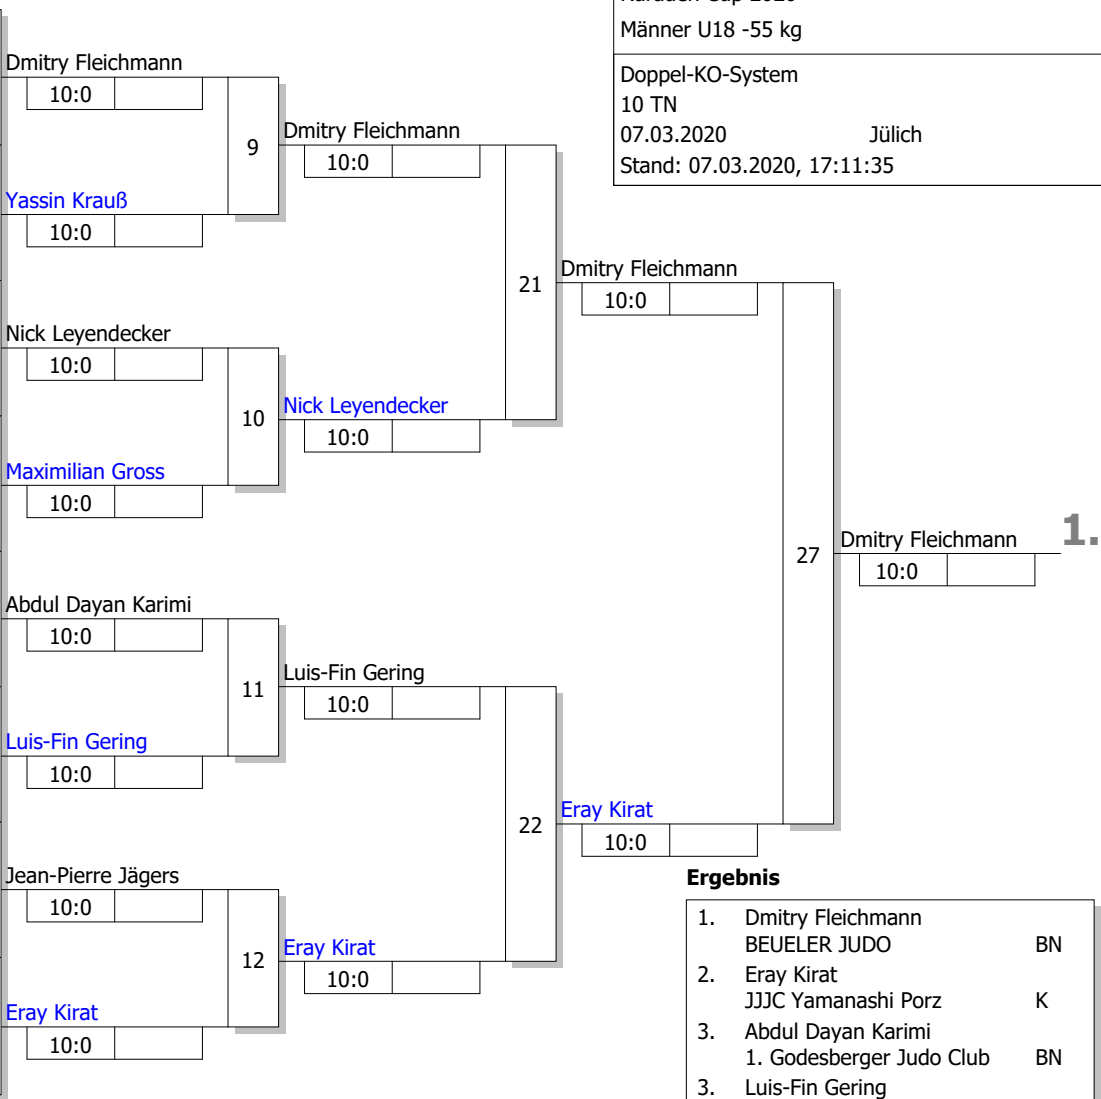 Männer U18 -55 kg
Doppel-KO-System
10 TN
07.03.2020 Jülich
Stand: 07.03.2020, 17:11:35
Dmitry Fleichmann
10:0
9
Dmitry Fleichmann
10:0
Yassin Krauß
10:0
21
Dmitry Fleichmann
10:0
Nick Leyendecker
10:0
10
Nick Leyendecker
10:0
Maximilian Gross
10:0
27
Dmitry Fleichmann
1.
10:0
Abdul Dayan Karimi
10:0
11
Luis-Fin Gering
10:0
Luis-Fin Gering
10:0
22
Eray Kirat
10:0
Jean-Pierre Jägers
10:0
12
Eray Kirat
10:0
Eray Kirat
10:0
Ergebnis
1. Dmitry Fleichmann
BEUELER JUDO BN
2. Eray Kirat
JJJC Yamanashi Porz K
3. Abdul Dayan Karimi
1. Godesberger Judo Club BN
3. Luis-Fin Gering